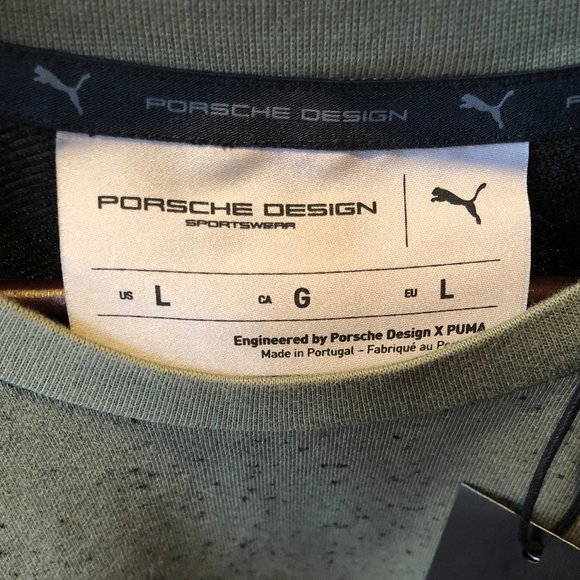 PORSCHE DESIGN
PORSCHE DESIGN
SPORTSWEAR
US L CA G EU L
Engineered by Porsche Design X PUMA
Made in Portugal - Fabriqué au